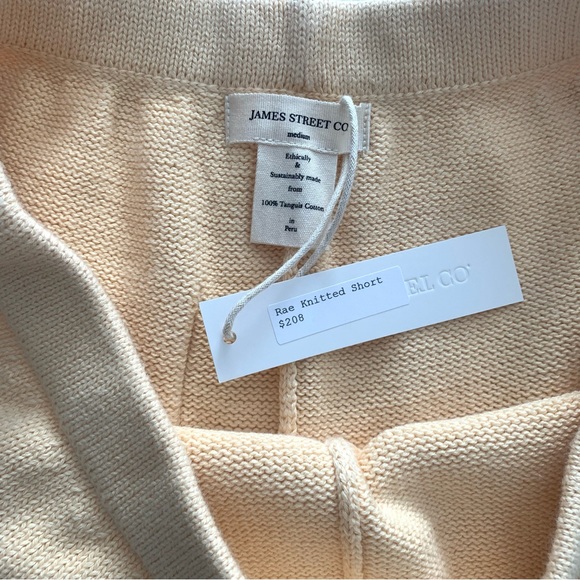 JAMES STREET CO
medium
Ethically
&
Sustainably made
from
100% Tanguis Cotton
in
Peru
Rae Knitted Short
$208
EL CO